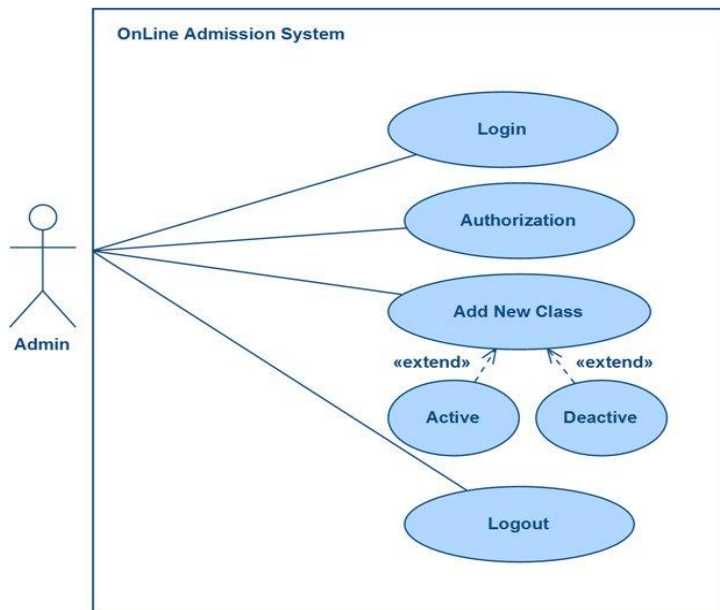 OnLine Admission System
Login
Authorization
Add New Class
«extend» «extend»
Admin
Active Deactive
Logout